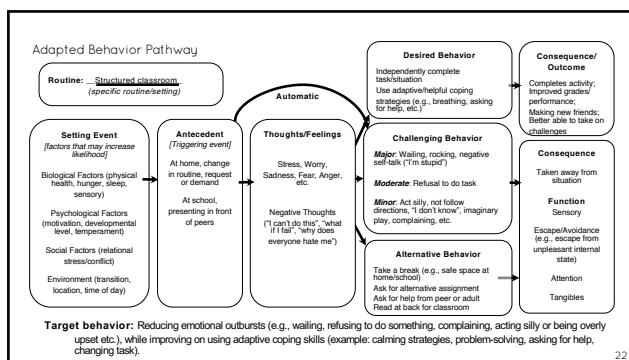 Adapted Behavior Pathway
Routine: __Structured classroom__
(specific routine/setting)
Automatic
Setting Event
[factors that may increase
likelihood]
Biological Factors (physical
health, hunger, sleep,
sensory)
Psychological Factors
(motivation, developmental
level, temperament)
Social Factors (relational
stress/conflict)
Environment (transition,
location, time of day)
Antecedent
[Triggering event]
At home, change
in routine, request
or demand
At school,
presenting in front
of peers
Thoughts/Feelings
Stress, Worry,
Sadness, Fear, Anger,
etc.
Negative Thoughts
("I can't do this", "what
if I fail", "why does
everyone hate me")
Desired Behavior
Independently complete
task/situation
Use adaptive/helpful coping
strategies (e.g., breathing, asking
for help, etc.)
Challenging Behavior
Major: Wailing, rocking, negative
self-talk ("I'm stupid")
Moderate: Refusal to do task
Minor: Act silly, not follow
directions, "I don't know", imaginary
play, complaining, etc.
Alternative Behavior
Take a break (e.g., safe space at
home/school)
Ask for alternative assignment
Ask for help from peer or adult
Read at back for classroom
Consequence/
Outcome
Completes activity;
Improved grades/
performance;
Making new friends;
Better able to take on
challenges
Consequence
Taken away from
situation
Function
Sensory
Escape/Avoidance
(e.g., escape from
unpleasant internal
state)
Attention
Tangibles
Target behavior: Reducing emotional outbursts (e.g., wailing, refusing to do something, complaining, acting silly or being overly
upset etc.), while improving on using adaptive coping skills (example: calming strategies, problem-solving, asking for help,
changing task).
22